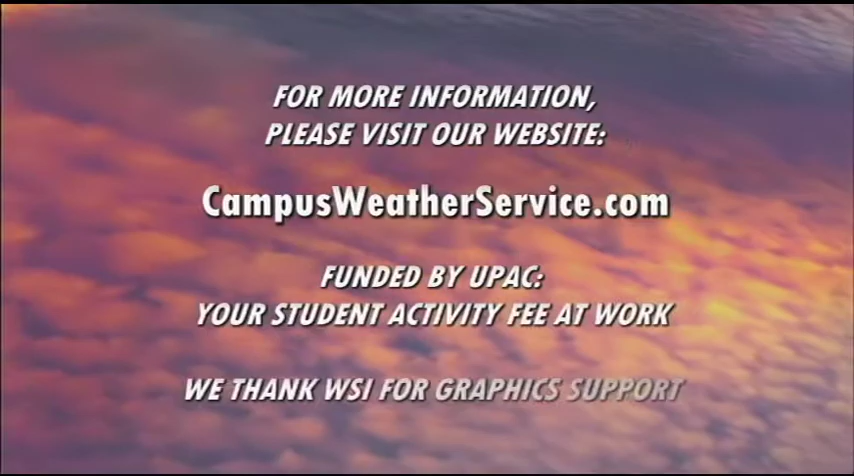 FOR MORE INFORMATION,
PLEASE VISIT OUR WEBSITE:
CampusWeatherService.com
FUNDED BY UPAC:
YOUR STUDENT ACTIVITY FEE AT WORK
WE THANK WSI FOR GRAPHICS SUPPORT